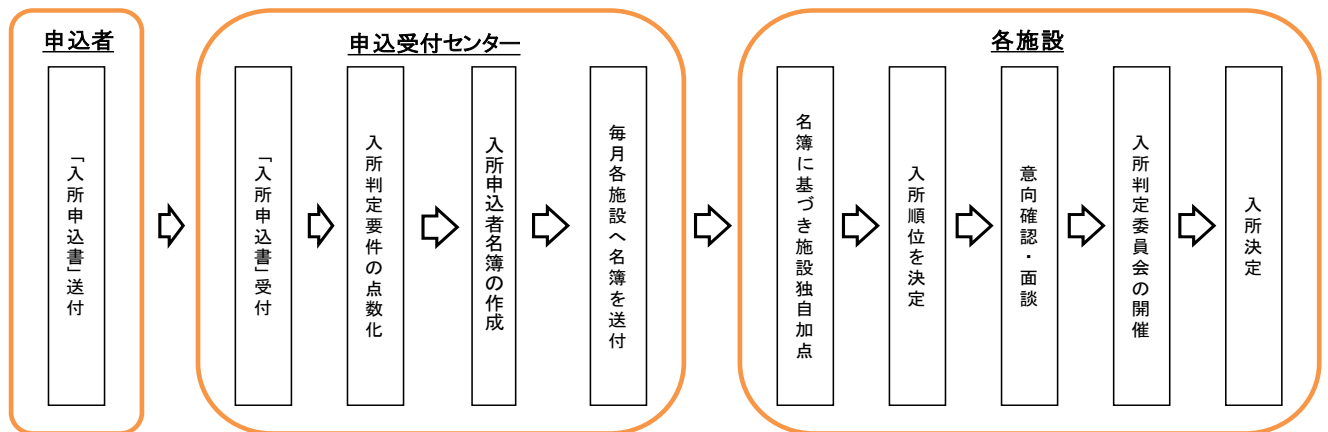 申込者
「入所申込書」送付
申込受付センター
「入所申込書」受付
入所判定要件の点数化
入所申込者名簿の作成
毎月各施設へ名簿を送付
各施設
名簿に基づき施設独自加点
入所順位を決定
意向確認・面談
入所判定委員会の開催
入所決定